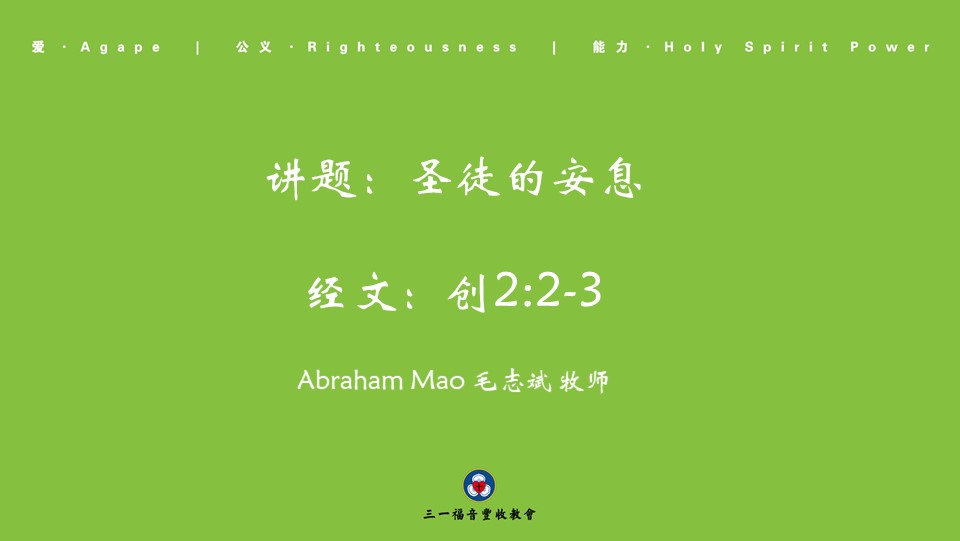 爱·Agape | 公义·Righteousness | 能力·Holy Spirit Power
讲题：圣徒的安息
经文：创2:2-3
Abraham Mao 毛志斌 牧师
三一福音豐收教會